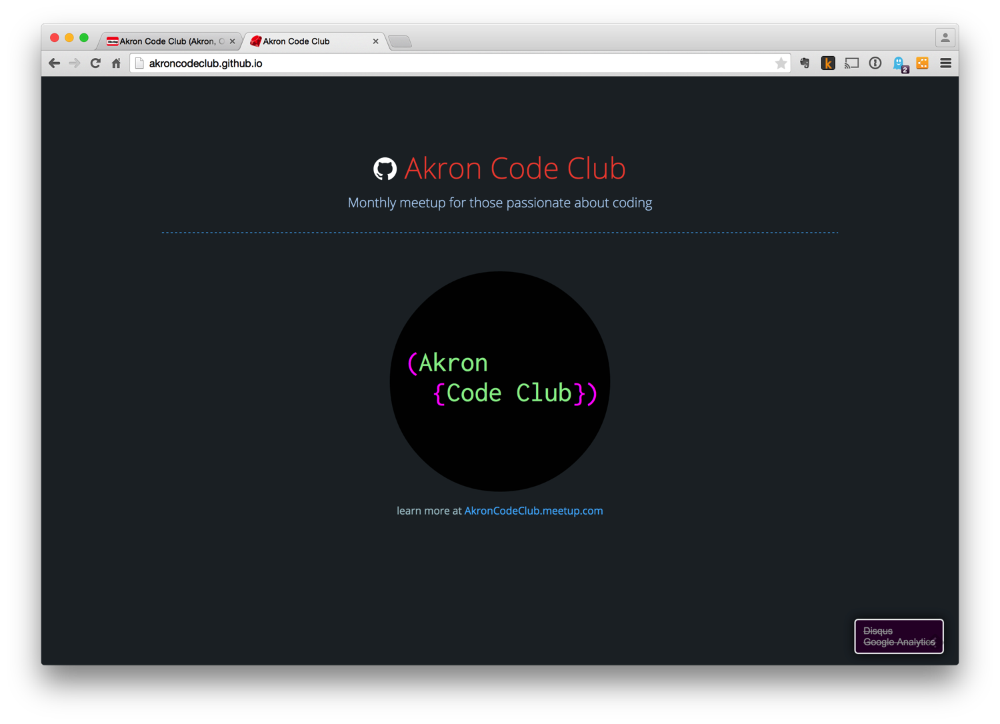 Akron Code Club (Akron, O
Akron Code Club
akroncodeclub.github.io
k
2
Akron Code Club
Monthly meetup for those passionate about coding
(Akron
{Code Club})
learn more at AkronCodeClub.meetup.com
Disqus
Google Analytics